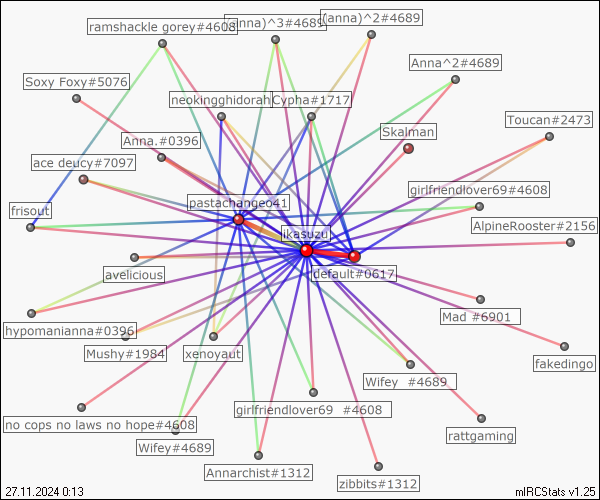 (anna)^2#4689
ramshackle gorey#4608
(anna)^3#4689
Anna^2#4689
Soxy Foxy#5076
neokingghidorah
Cypha#1717
Toucan#2473
Skalman
Anna.#0396
ace deucy#7097
girlfriendlover69#4608
pastachangeo41
frisout
AlpineRooster#2156
ikasuzu
default#0617
avelicious
Mad #6901
hypomanianna#0396
Mushy#1984
xenoyaut
fakedingo
Wifey #4689
girlfriendlover69 #4608
no cops no laws no hope#4608
rattgaming
Wifey#4689
Annarchist#1312
zibbits#1312
27.11.2024 0:13
mIRCStats v1.25